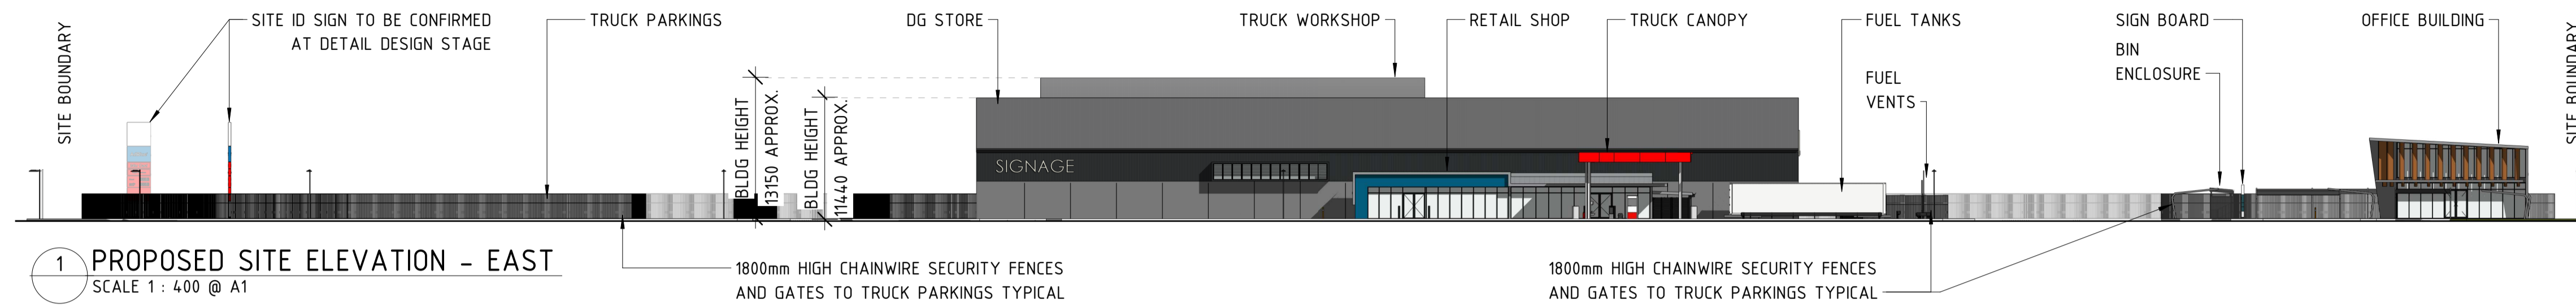 SITE BOUNDARY
SITE ID SIGN TO BE CONFIRMED
AT DETAIL DESIGN STAGE
TRUCK PARKINGS
DG STORE
TRUCK WORKSHOP
RETAIL SHOP
TRUCK CANOPY
FUEL TANKS
FUEL
VENTS
SIGN BOARD
BIN
ENCLOSURE
OFFICE BUILDING
SITE BOUNDARY
BLDG HEIGHT
13150 APPROX.
BLDG HEIGHT
11440 APPROX.
SIGNAGE
1
PROPOSED SITE ELEVATION - EAST
SCALE 1 : 400 @ A1
1800mm HIGH CHAINWIRE SECURITY FENCES
AND GATES TO TRUCK PARKINGS TYPICAL
1800mm HIGH CHAINWIRE SECURITY FENCES
AND GATES TO TRUCK PARKINGS TYPICAL